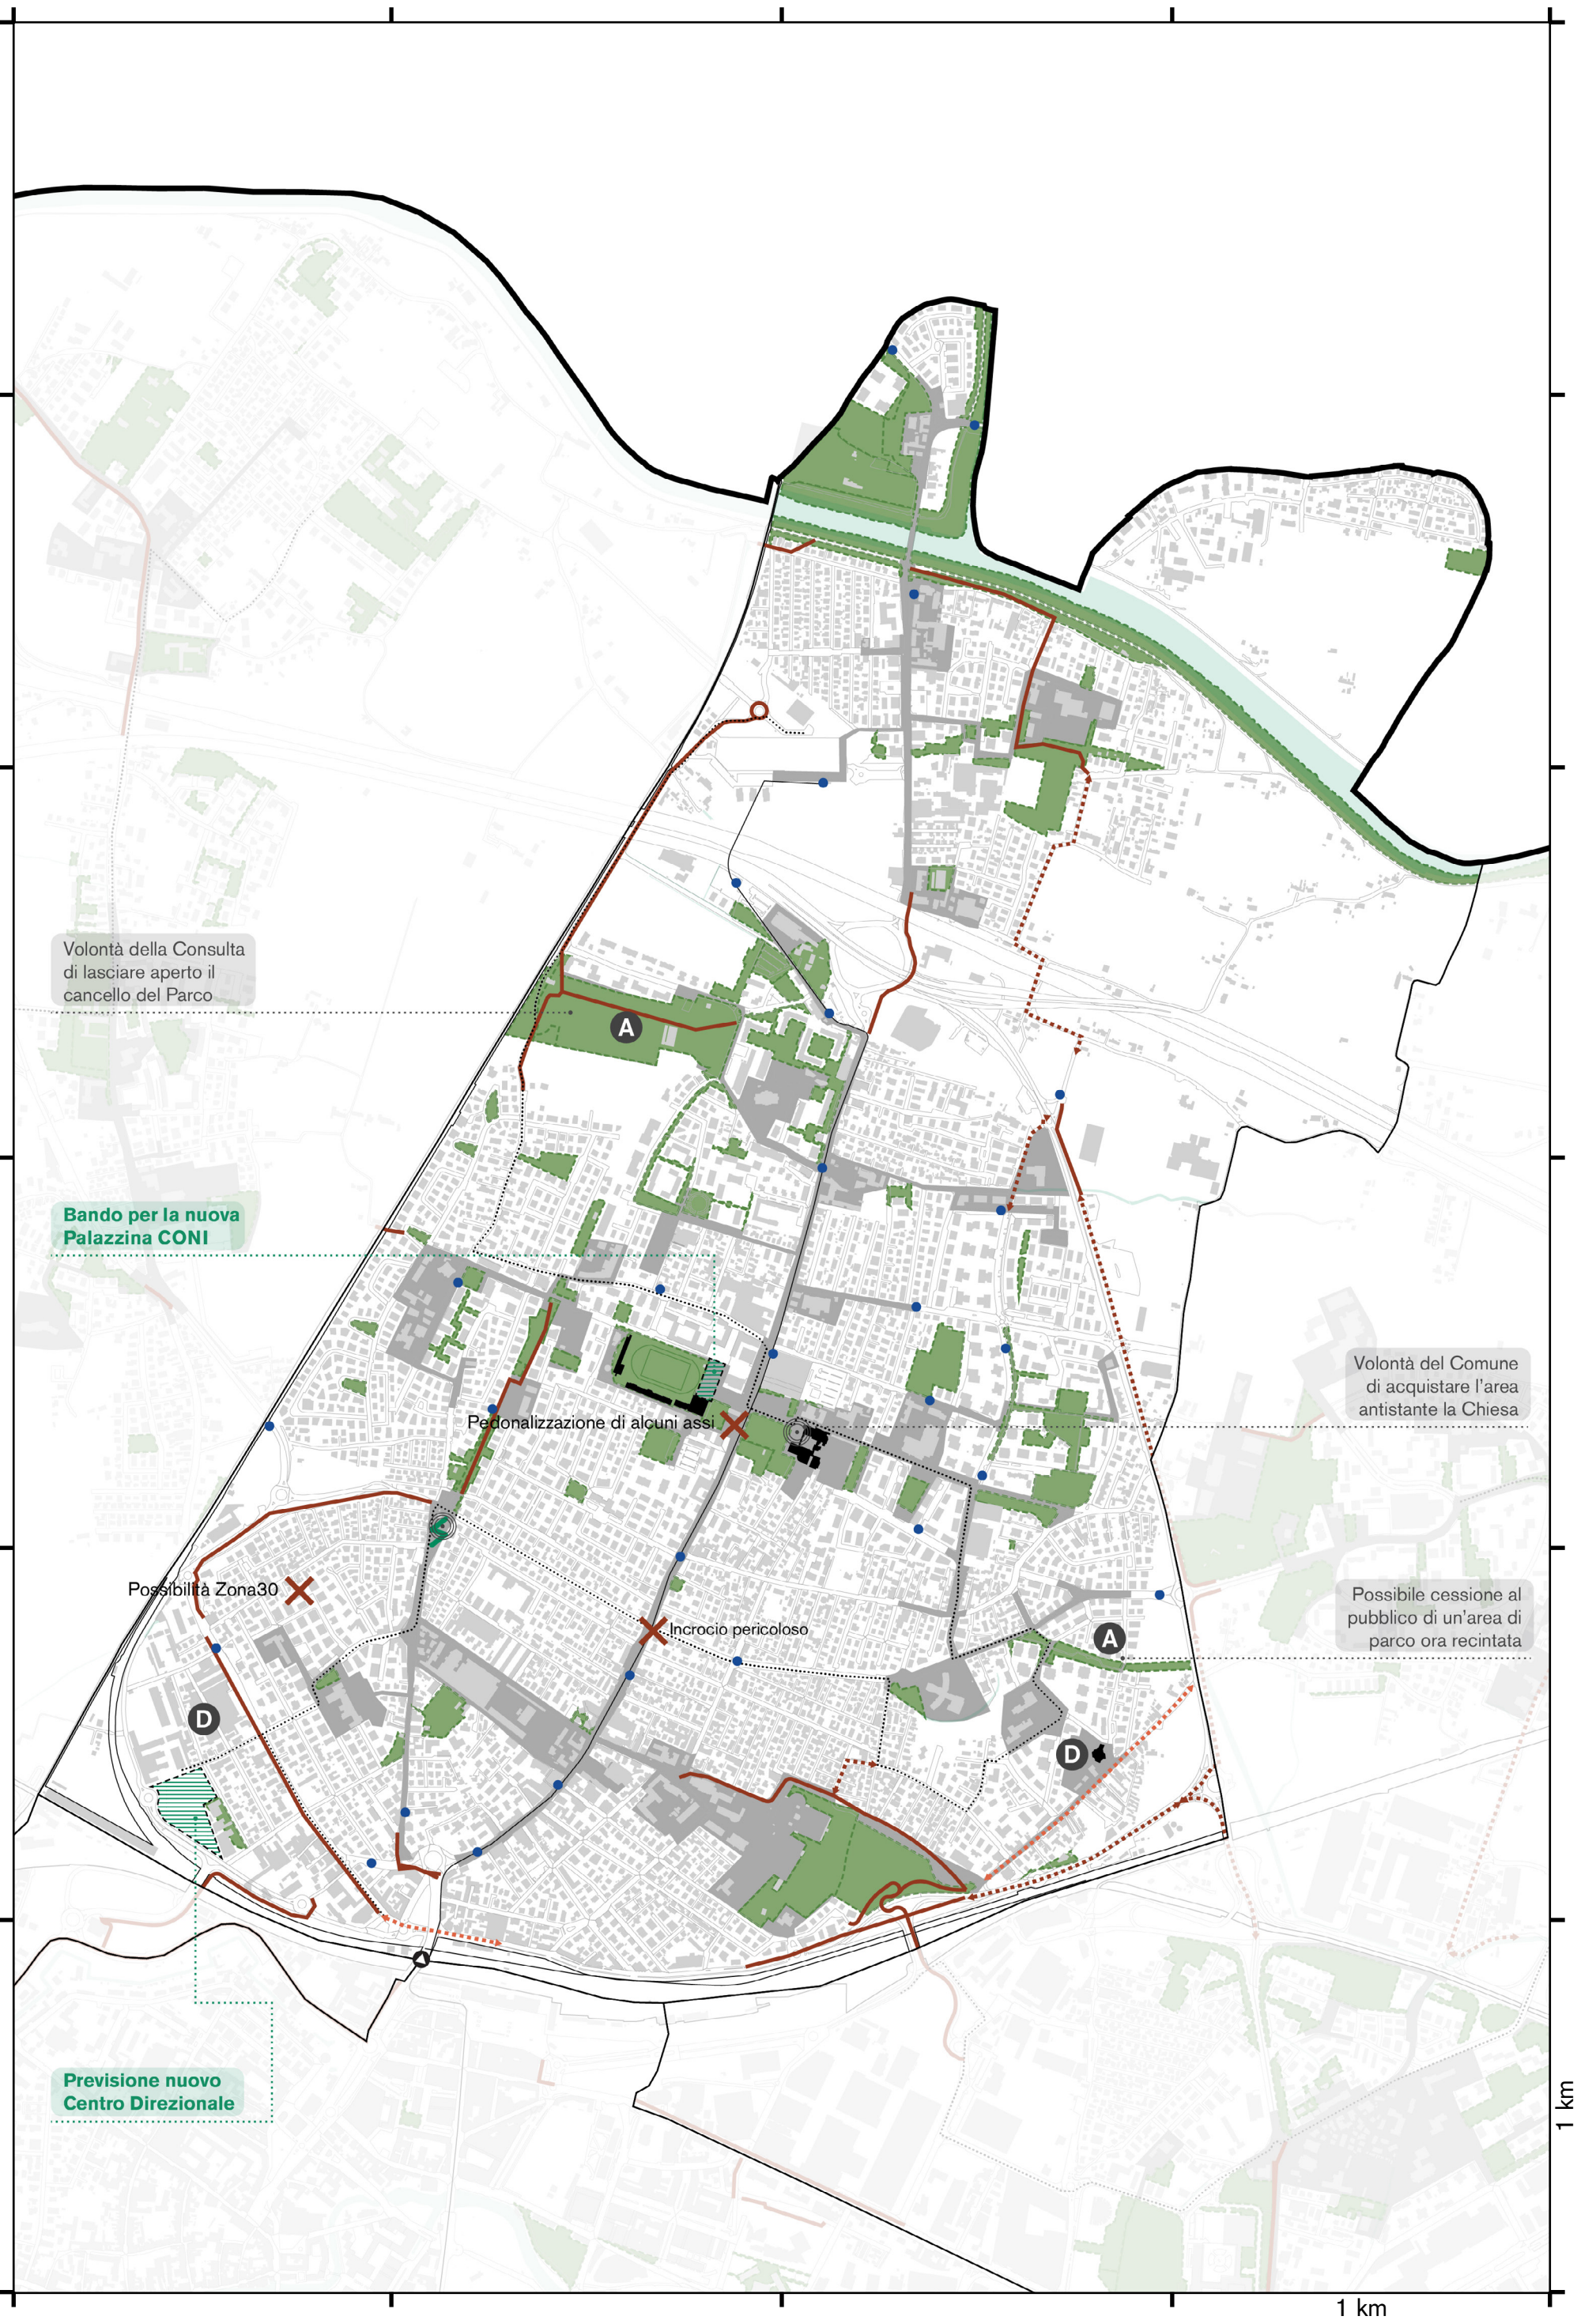 Volontà della Consulta
di lasciare aperto il
cancello del Parco
A
Bando per la nuova
Palazzina CONI
Volontà del Comune
di acquistare l'area
antistante la Chiesa
Pedonalizzazione di alcuni assi
Possibilità Zona30
Possibile cessione al
pubblico di un'area di
parco ora recintata
Incrocio pericoloso
A
D
D
Previsione nuovo
Centro Direzionale
1 km
1 km